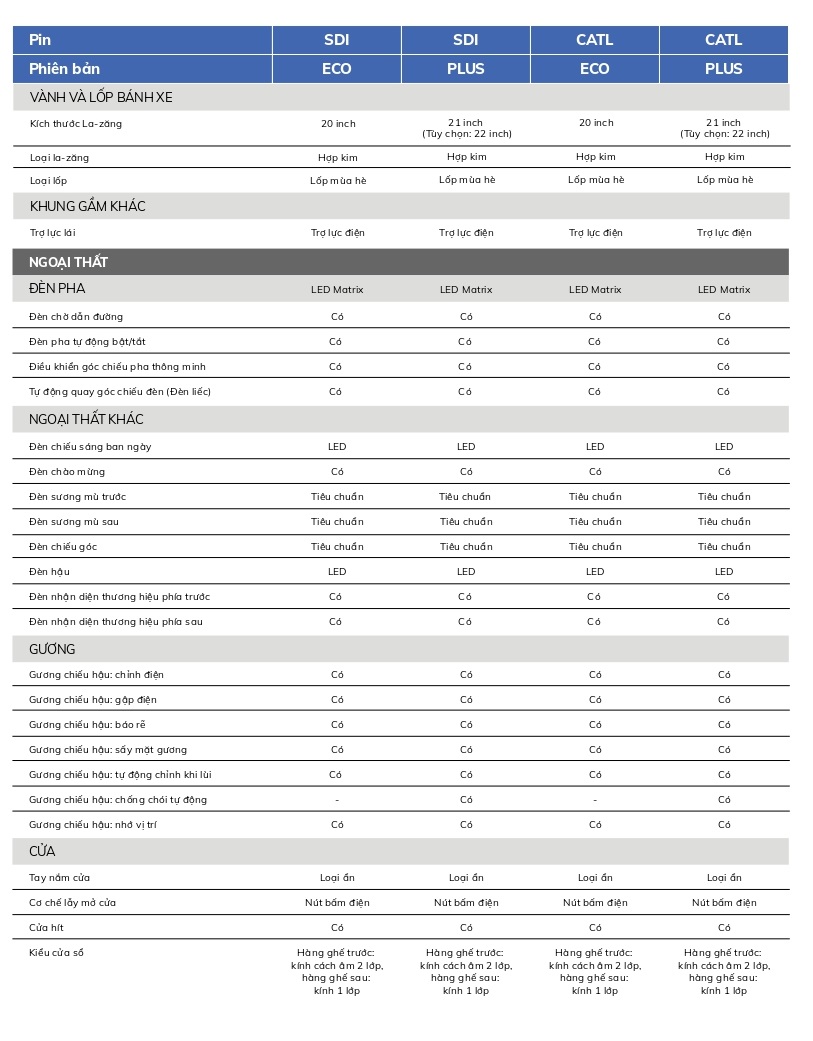 Pin SDI SDI CATL CATL
Phiên bản ECO PLUS ECO PLUS
VÀNH VÀ LỐP BÁNH XE
Kích thước La-zăng 20 inch 21 inch 20 inch 21 inch
(Tùy chọn: 22 inch) (Tùy chọn: 22 inch)
Loại la-zăng Hợp kim Hợp kim Hợp kim Hợp kim
Loại lốp Lốp mùa hè Lốp mùa hè Lốp mùa hè Lốp mùa hè
KHUNG GẦM KHÁC
Trợ lực lái Trợ lực điện Trợ lực điện Trợ lực điện Trợ lực điện
NGOẠI THẤT
ĐÈN PHA LED Matrix LED Matrix LED Matrix LED Matrix
Đèn chờ dẫn đường Có Có Có Có
Đèn pha tự động bật/tắt Có Có Có Có
Điều khiển góc chiếu pha thông minh Có Có Có Có
Tự động quay góc chiếu đèn (Đèn liếc) Có Có Có Có
NGOẠI THẤT KHÁC
Đèn chiếu sáng ban ngày LED LED LED LED
Đèn chào mừng Có Có Có Có
Đèn sương mù trước Tiêu chuẩn Tiêu chuẩn Tiêu chuẩn Tiêu chuẩn
Đèn sương mù sau Tiêu chuẩn Tiêu chuẩn Tiêu chuẩn Tiêu chuẩn
Đèn chiếu góc Tiêu chuẩn Tiêu chuẩn Tiêu chuẩn Tiêu chuẩn
Đèn hậu LED LED LED LED
Đèn nhận diện thương hiệu phía trước Có Có Có Có
Đèn nhận diện thương hiệu phía sau Có Có Có Có
GƯƠNG
Gương chiếu hậu: chỉnh điện Có Có Có Có
Gương chiếu hậu: gập điện Có Có Có Có
Gương chiếu hậu: báo rẽ Có Có Có Có
Gương chiếu hậu: sấy mặt gương Có Có Có Có
Gương chiếu hậu: tự động chỉnh khi lùi Có Có Có Có
Gương chiếu hậu: chống chói tự động - Có - Có
Gương chiếu hậu: nhớ vị trí Có Có Có Có
CỬA
Tay nắm cửa Loại ẩn Loại ẩn Loại ẩn Loại ẩn
Cơ chế lẫy mở cửa Nút bấm điện Nút bấm điện Nút bấm điện Nút bấm điện
Cửa hít Có Có Có Có
Kiểu cửa sổ Hàng ghế trước: Hàng ghế trước: Hàng ghế trước: Hàng ghế trước:
kính cách âm 2 lớp, kính cách âm 2 lớp, kính cách âm 2 lớp, kính cách âm 2 lớp,
hàng ghế sau: hàng ghế sau: hàng ghế sau: hàng ghế sau:
kính 1 lớp kính 1 lớp kính 1 lớp kính 1 lớp